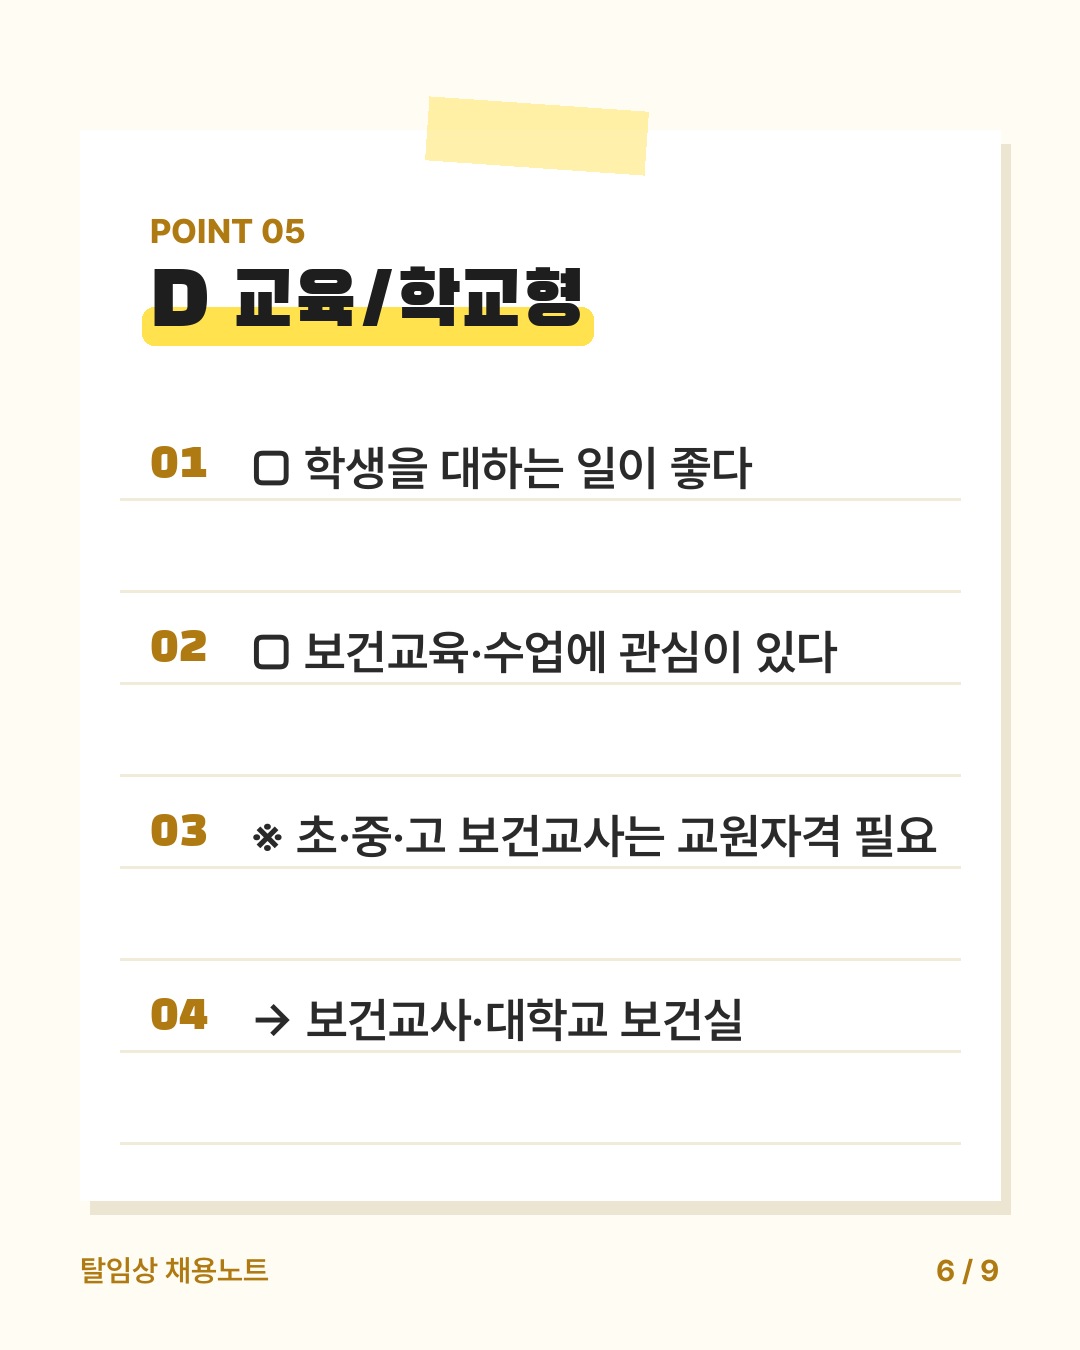 POINT 05
D 교육/학교형
01 □ 학생을 대하는 일이 좋다
02 □ 보건교육·수업에 관심이 있다
03 ※ 초·중·고 보건교사는 교원자격 필요
04 → 보건교사·대학교 보건실
탈임상 채용노트
6 / 9